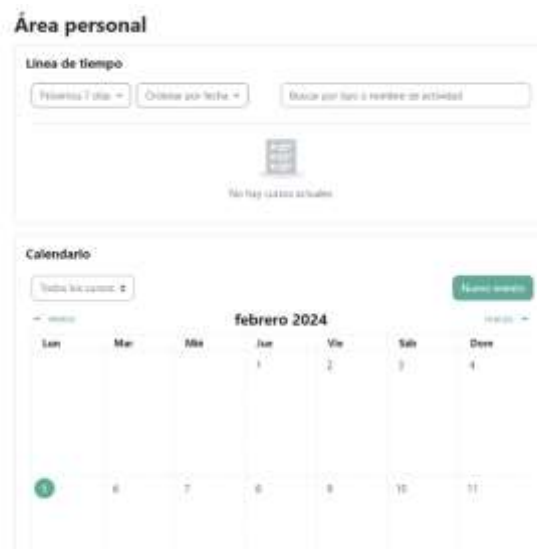 Área personal
Línea de tiempo
Próximos 7 días Ordenar por fecha Buscar por tipo o nombre de actividad
No hay cursos actuales
Calendario
Todos los cursos Nuevo evento
enero febrero 2024 marzo
Lun Mar Mié Jue Vie Sáb Dom
1 2 3 4
5 6 7 8 9 10 11